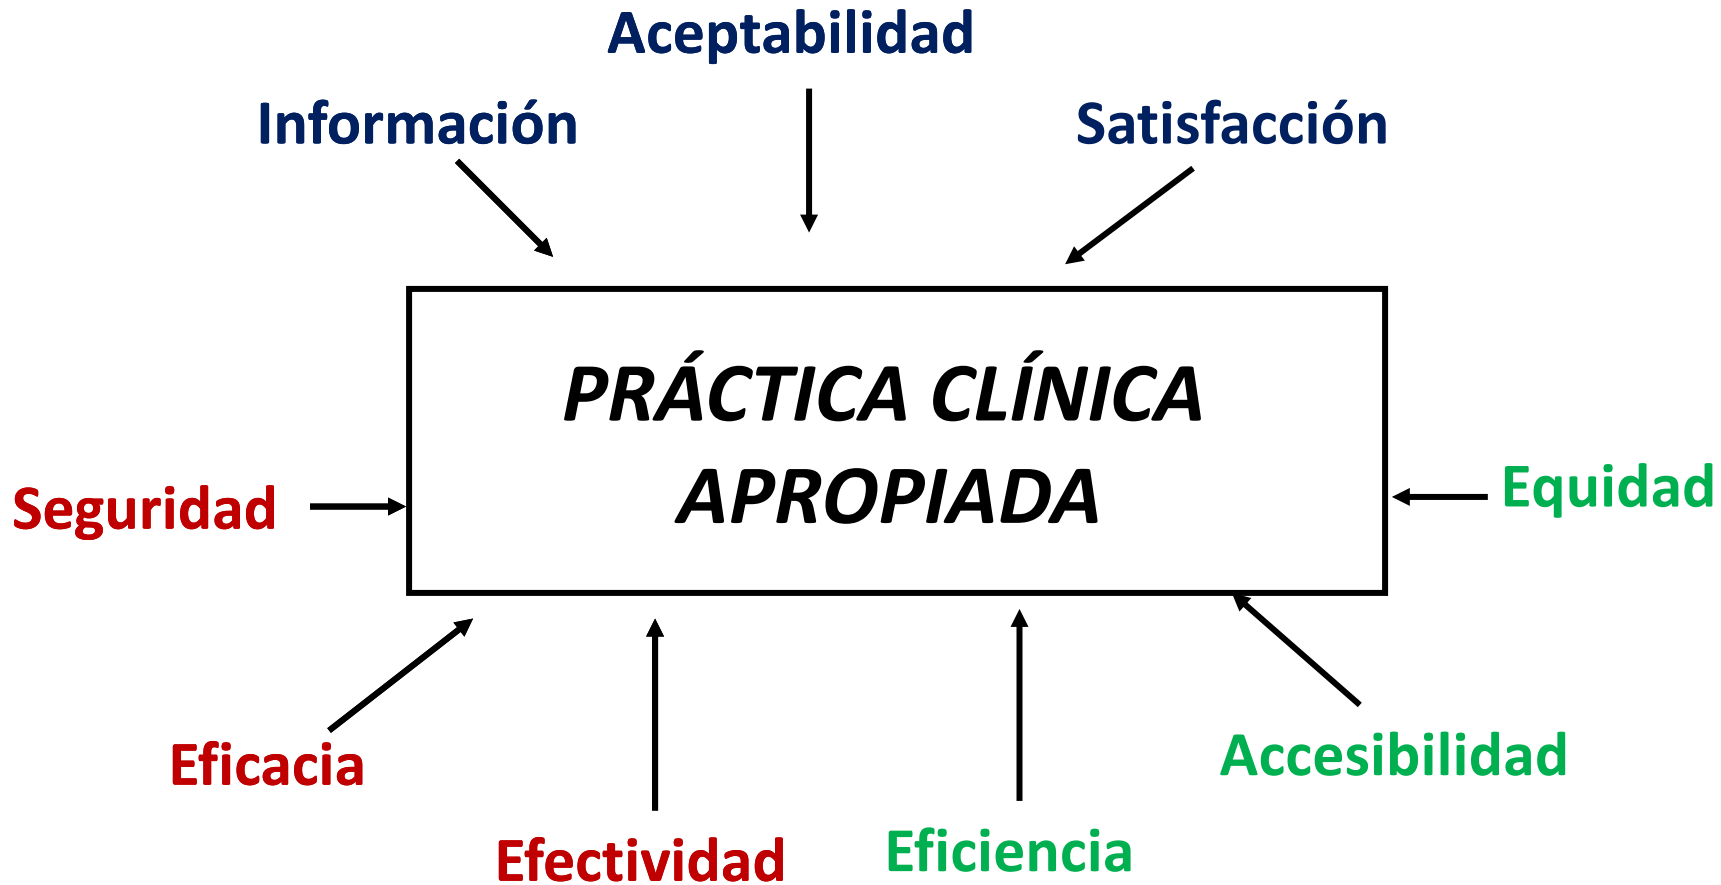 Aceptabilidad
Información
Satisfacción
PRÁCTICA CLÍNICA
APROPIADA
Seguridad
Equidad
Eficacia
Accesibilidad
Efectividad
Eficiencia